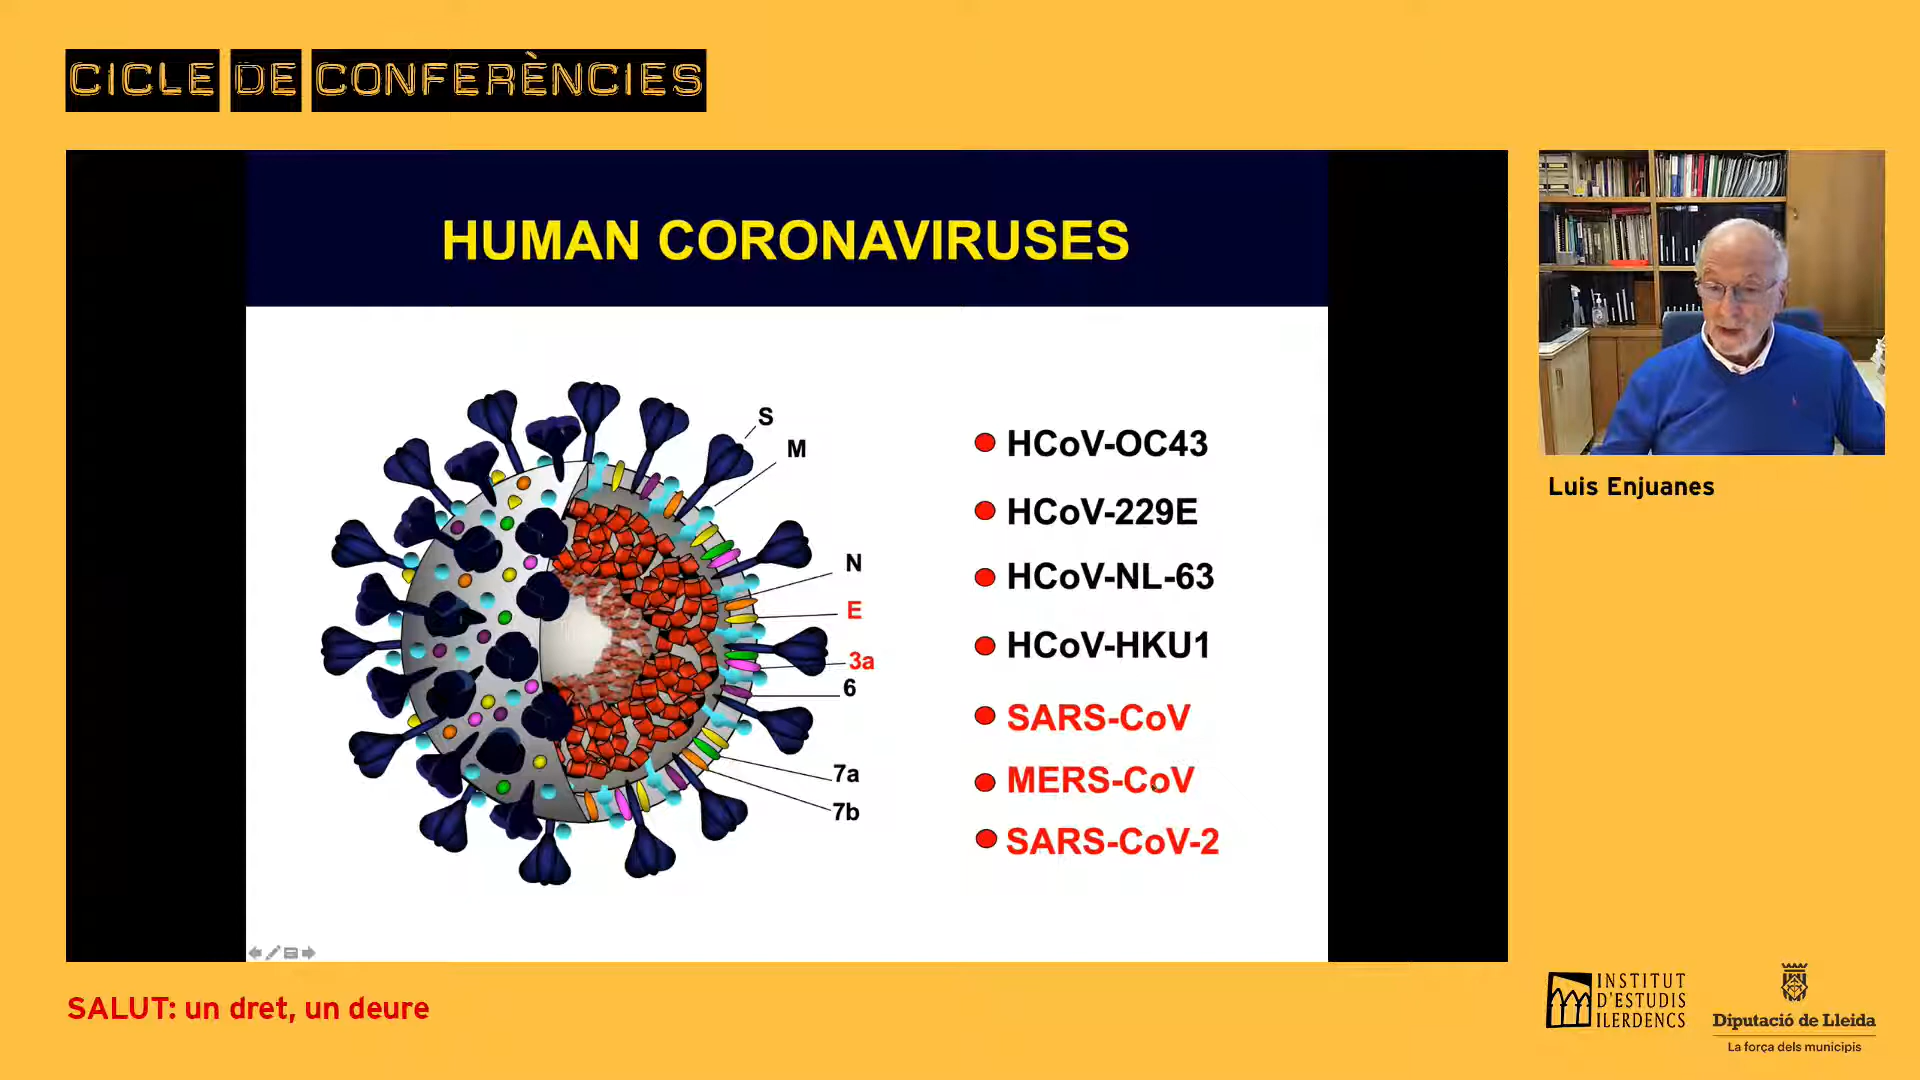 CICLE DE CONFERÈNCIES
HUMAN CORONAVIRUSES
S
M
N
E
3a
6
7a
7b
HCoV-OC43
HCoV-229E
HCoV-NL-63
HCoV-HKU1
SARS-CoV
MERS-CoV
SARS-CoV-2
Luis Enjuanes
SALUT: un dret, un deure
INSTITUT
D'ESTUDIS
ILERDENCS
Diputació de Lleida
La força dels municipis